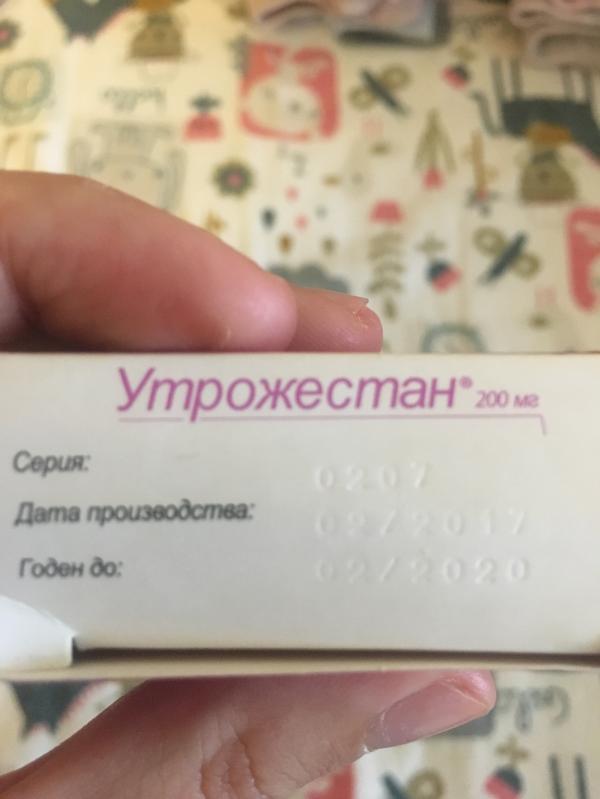 Утрожестан® 200 мг
Серия: 0207
Дата производства: 02/2017
Годен до: 02/2020